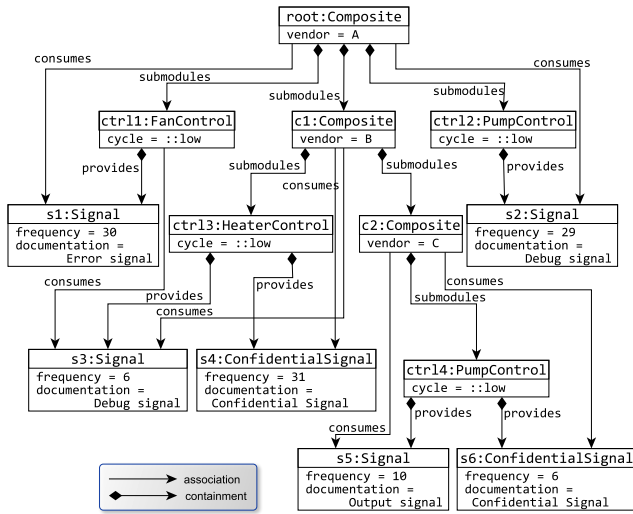 root:Composite
vendor = A
consumes
consumes
submodules
submodules
submodules
ctrl1:FanControl
cycle = ::low
c1:Composite
vendor = B
ctrl2:PumpControl
cycle = ::low
provides
submodules
consumes
submodules
provides
s1:Signal
frequency = 30
documentation =
Error signal
ctrl3:HeaterControl
cycle = ::low
c2:Composite
vendor = C
s2:Signal
frequency = 29
documentation =
Debug signal
consumes
provides
provides
consumes
consumes
submodules
s3:Signal
frequency = 6
documentation =
Debug signal
s4:ConfidentialSignal
frequency = 31
documentation =
Confidential Signal
ctrl4:PumpControl
cycle = ::low
consumes
provides
provides
s5:Signal
frequency = 10
documentation =
Output signal
s6:ConfidentialSignal
frequency = 6
documentation =
Confidential Signal
association
containment